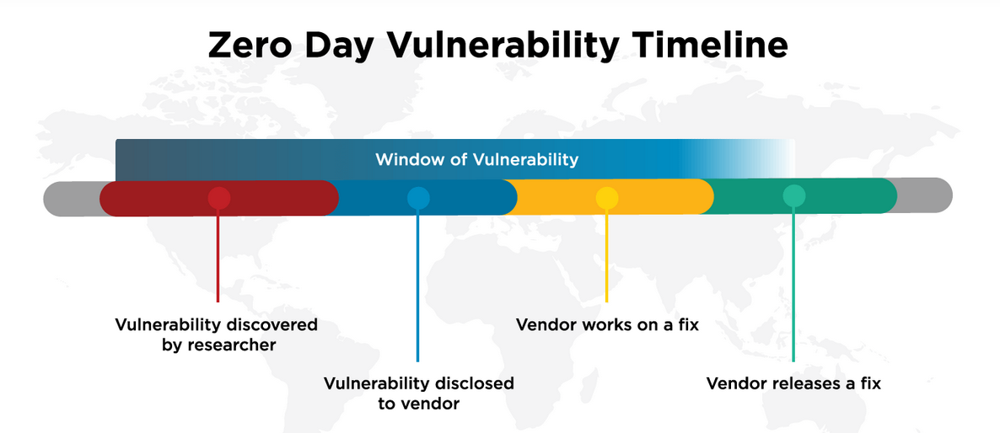 Zero Day Vulnerability Timeline
Window of Vulnerability
Vulnerability discovered
by researcher
Vulnerability disclosed
to vendor
Vendor works on a fix
Vendor releases a fix